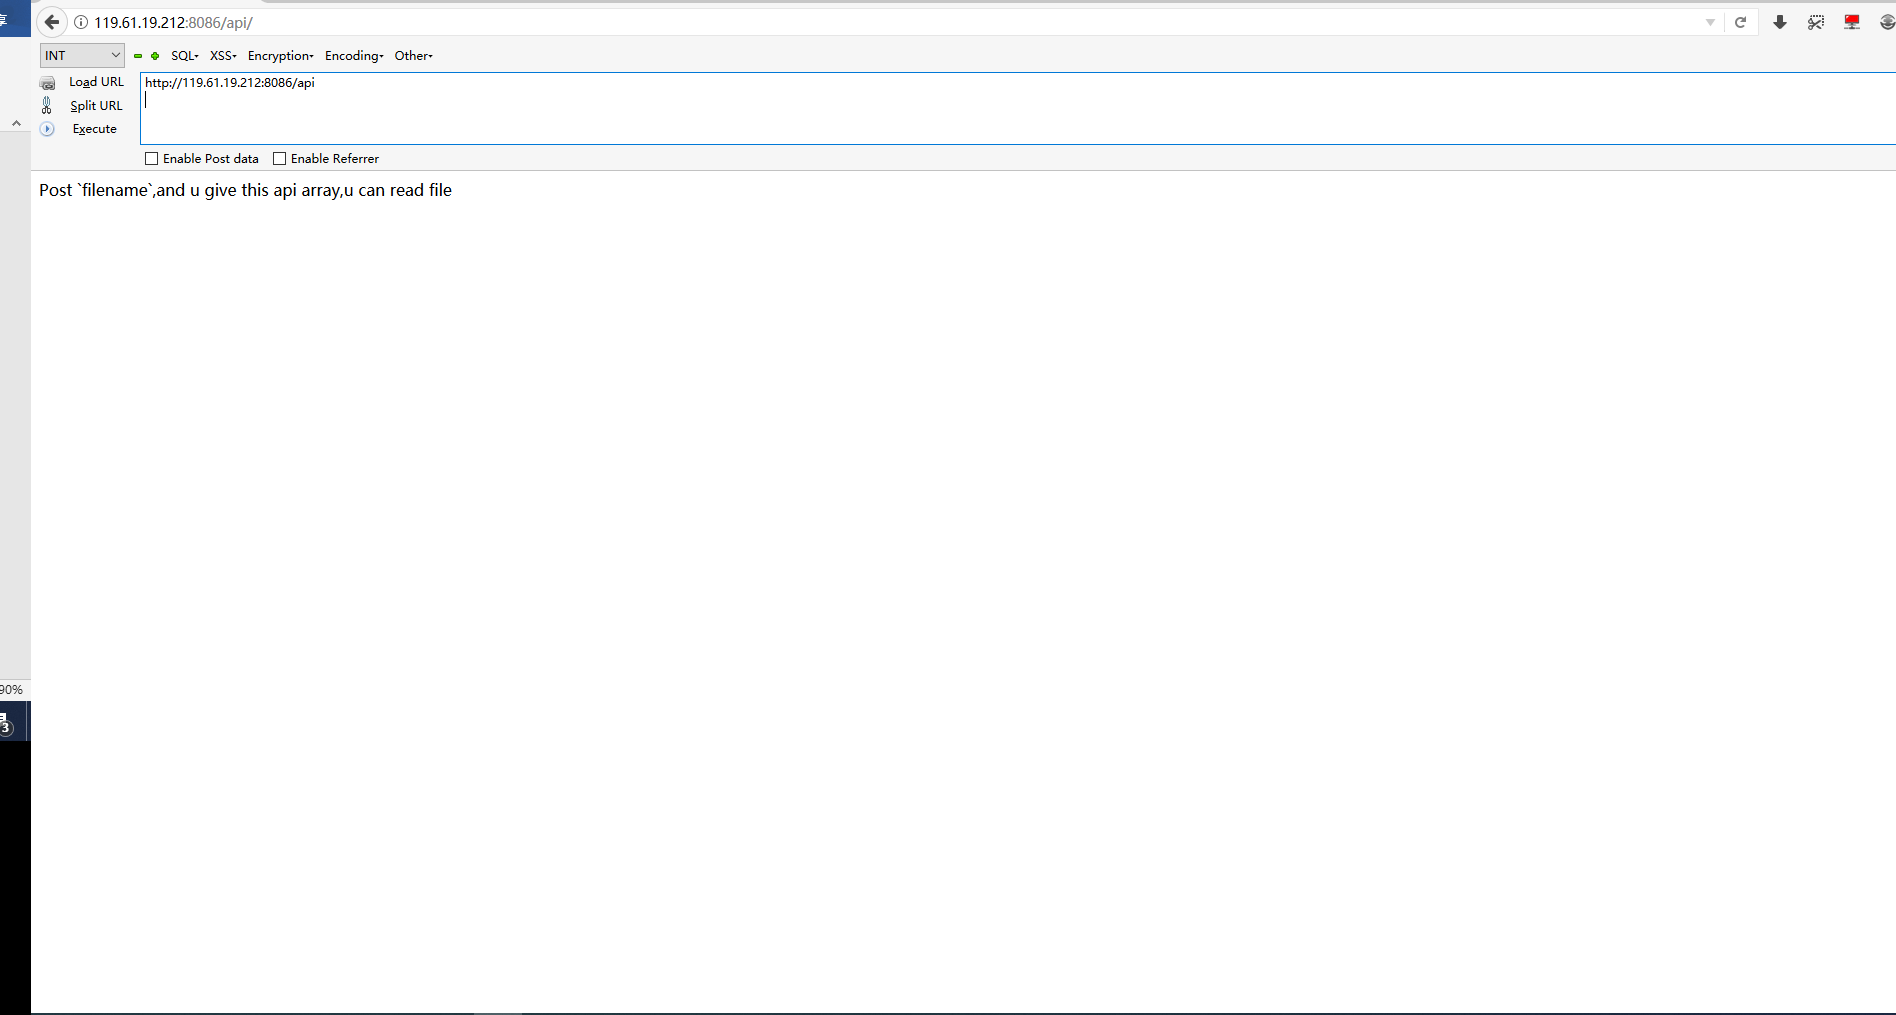 119.61.19.212:8086/api/
INT SQL XSS Encryption Encoding Other
Load URL http://119.61.19.212:8086/api
Split URL
Execute
Enable Post data Enable Referrer
Post `filename`,and u give this api array,u can read file
90%
3